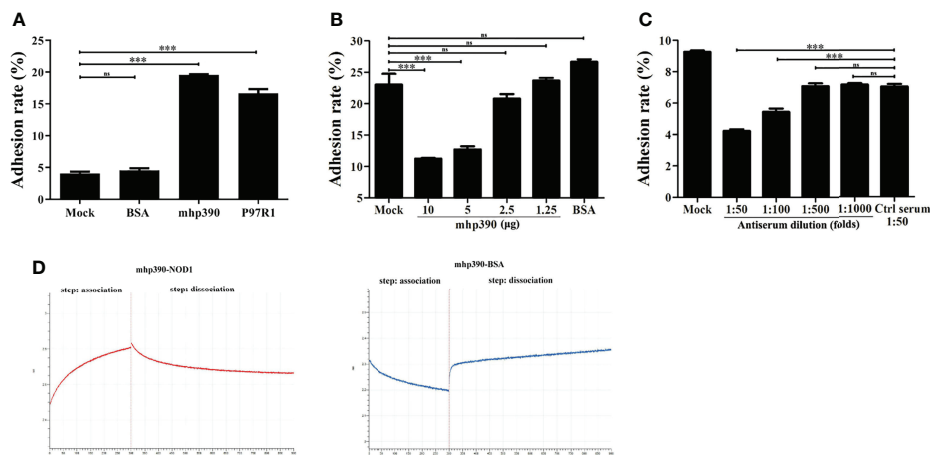 A
Adhesion rate (%)
25
20
15
10
5
0
***
***
ns
Mock
BSA
mhp390
P97R1
B
Adhesion rate (%)
30
25
20
15
10
5
ns
ns
ns
***
***
Mock
10
5
2.5
1.25
BSA
mhp390 (μg)
C
Adhesion rate (%)
10
8
6
4
2
0
***
***
ns
ns
Mock
1:50
1:100
1:500
1:1000
Ctrl serum
1:50
Antiserum dilution (folds)
D
mhp390-NOD1
step: association
step: dissociation
mhp390-BSA
step: association
step: dissociation